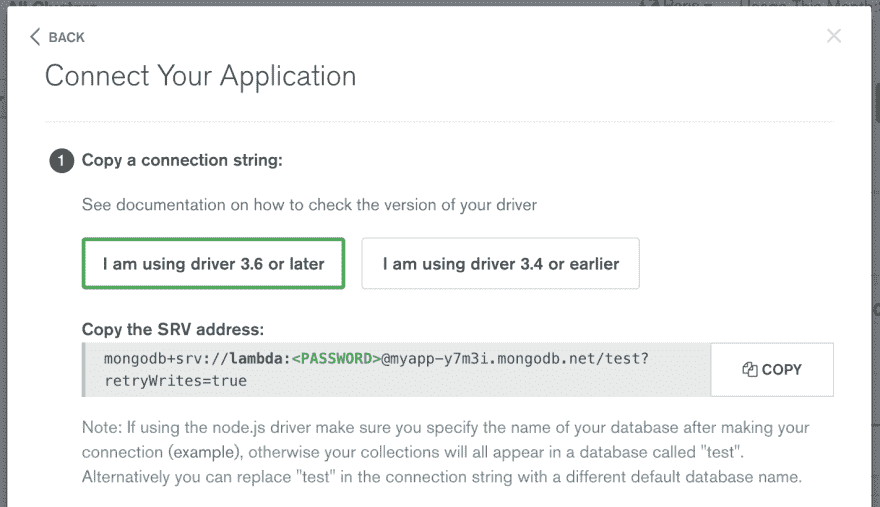 BACK
Connect Your Application
1 Copy a connection string:
See documentation on how to check the version of your driver
I am using driver 3.6 or later I am using driver 3.4 or earlier
Copy the SRV address:
mongodb+srv://lambda:<PASSWORD>@myapp-y7m3i.mongodb.net/test?
retryWrites=true
COPY
Note: If using the node.js driver make sure you specify the name of your database after making your
connection (example), otherwise your collections will all appear in a database called "test".
Alternatively you can replace "test" in the connection string with a different default database name.